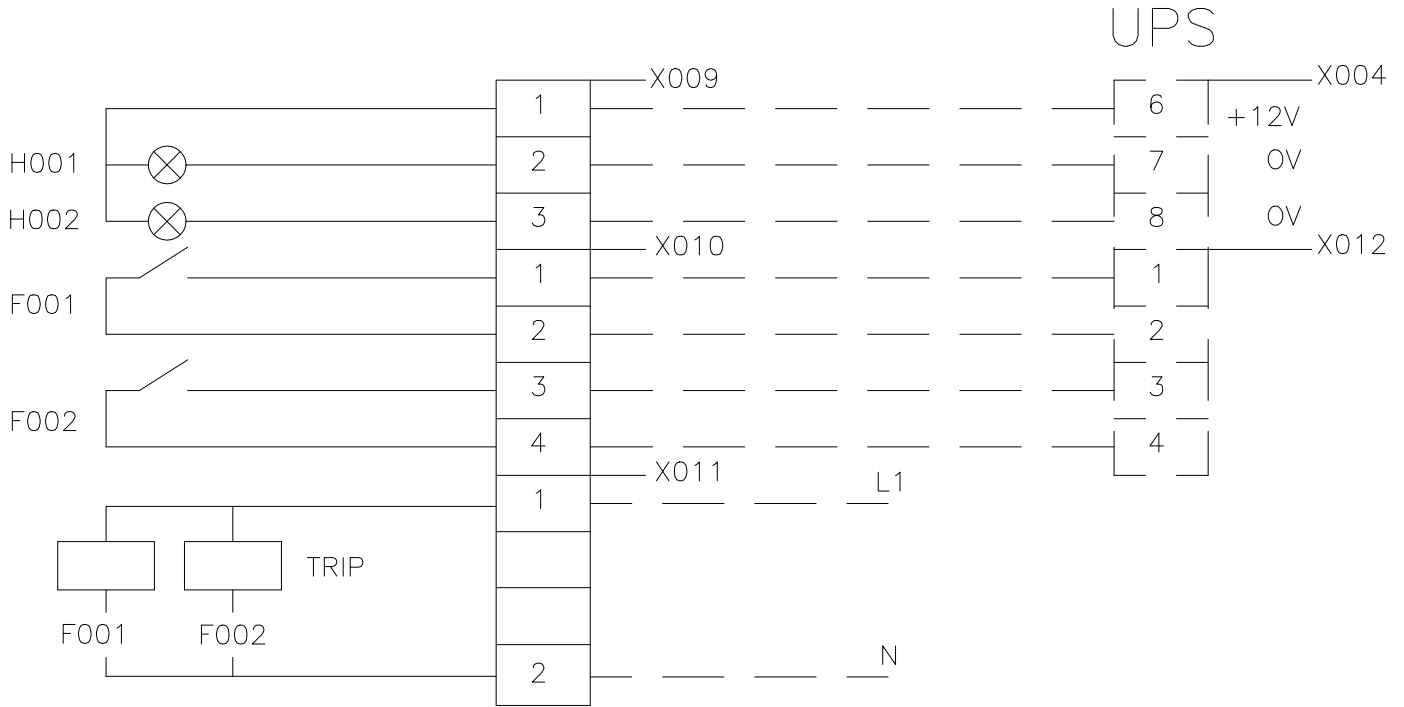 UPS
X009 X004
1 6 +12V
H001 2 7 0V
H002 3 8 0V
X010 X012
1 1
F001
2 2
3 3
F002
4 4
X011
1 L1
TRIP
F001 F002
2 N